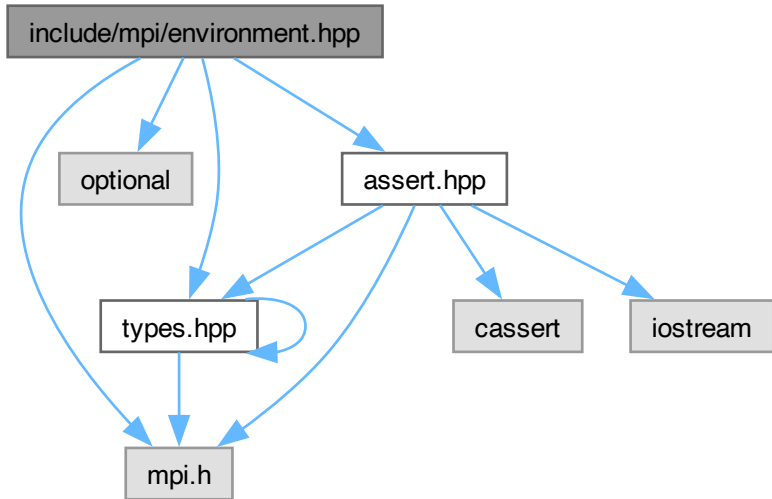 include/mpi/environment.hpp
optional
assert.hpp
types.hpp
cassert
iostream
mpi.h